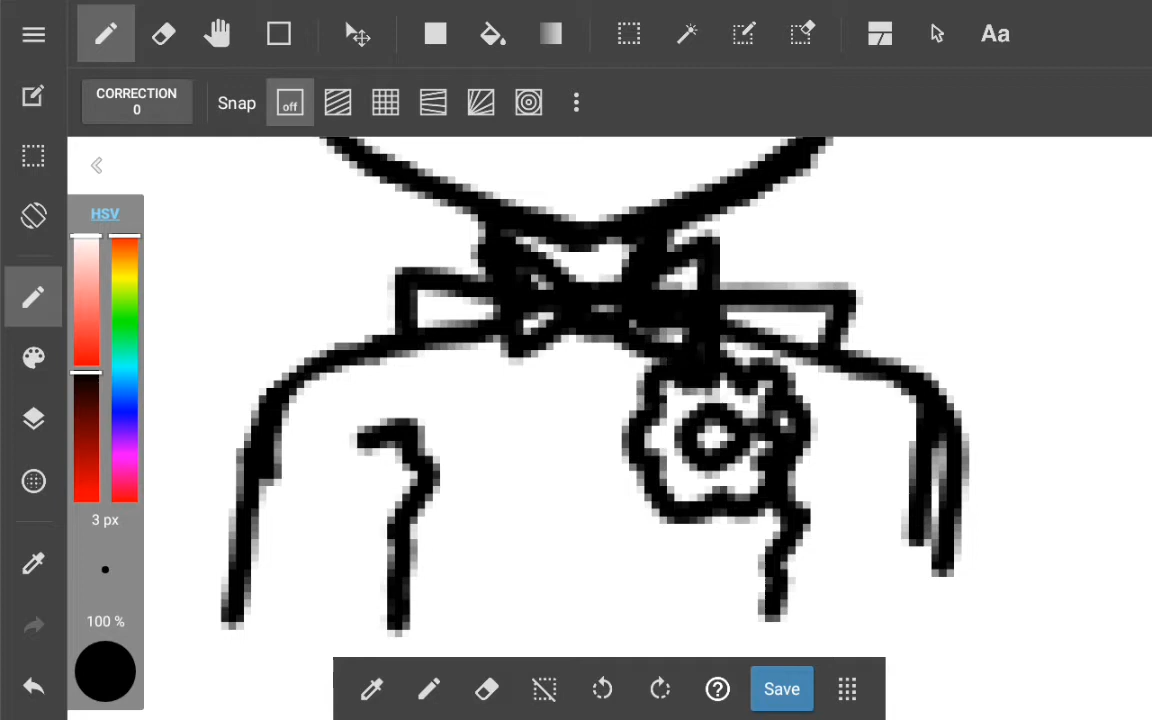 Aa
CORRECTION
0
Snap
off
HSV
3 px
100 %
Save